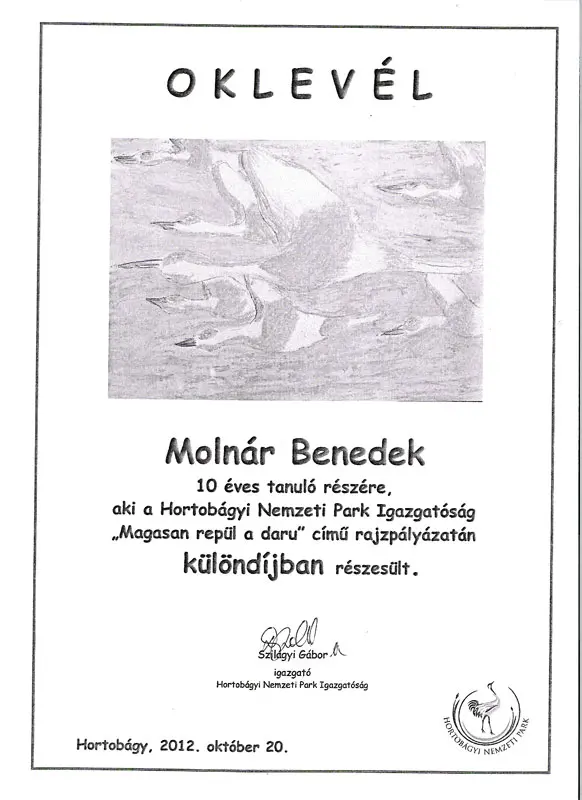 OKLEVÉL
Molnár Benedek
10 éves tanuló részére,
aki a Hortobágyi Nemzeti Park Igazgatóság
„Magasan repül a daru” című rajzpályázatán
különdíjban részesült.
Szilágyi Gábor
igazgató
Hortobágyi Nemzeti Park Igazgatóság
HORTOBÁGYI NEMZETI PARK
Hortobágy, 2012. október 20.